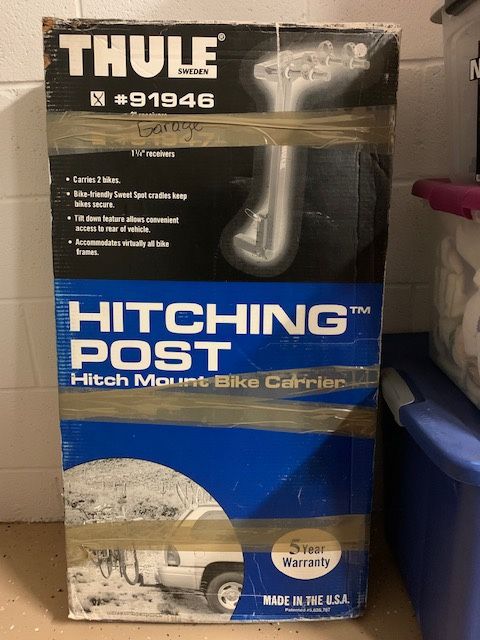 THULE®
SWEDEN
☒ #91946
2" receivers
Garage
1¼" receivers
• Carries 2 bikes.
• Bike-friendly Sweet Spot cradles keep
bikes secure.
• Tilt down feature allows convenient
access to rear of vehicle.
• Accommodates virtually all bike
frames.
HITCHING™
POST
Hitch Mount Bike Carrier
5 Year
Warranty
MADE IN THE U.S.A.
N